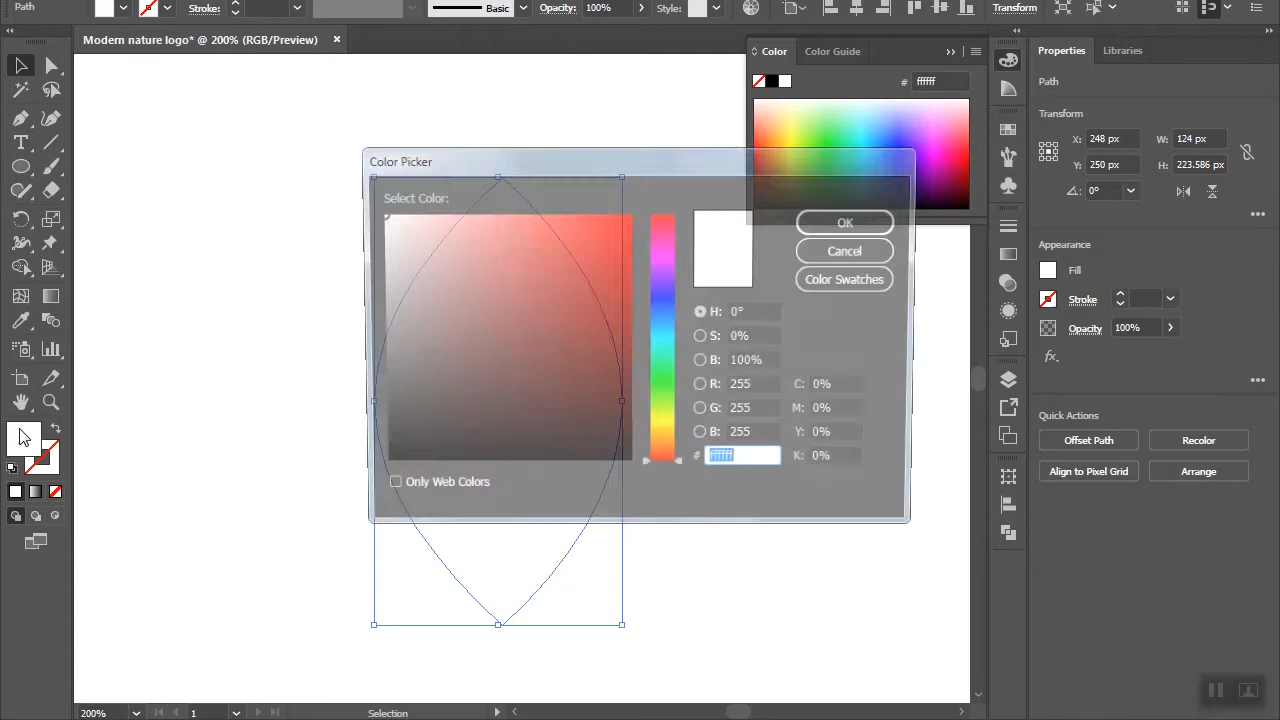 Path
Stroke:
Basic
Opacity: 100%
Style:
Transform
Modern nature logo* @ 200% (RGB/Preview) ×
Color
Color Guide
# ffffff
Properties
Libraries
Path
Transform
X: 248 px
W: 124 px
Y: 250 px
H: 223.586 px
0°
Appearance
Fill
Stroke
Opacity 100%
fx.
Quick Actions
Offset Path
Recolor
Align to Pixel Grid
Arrange
Color Picker
Select Color:
OK
Cancel
Color Swatches
H: 0°
S: 0%
B: 100%
R: 255
C: 0%
G: 255
M: 0%
B: 255
Y: 0%
# ffffff
K: 0%
Only Web Colors
200%
1
Selection